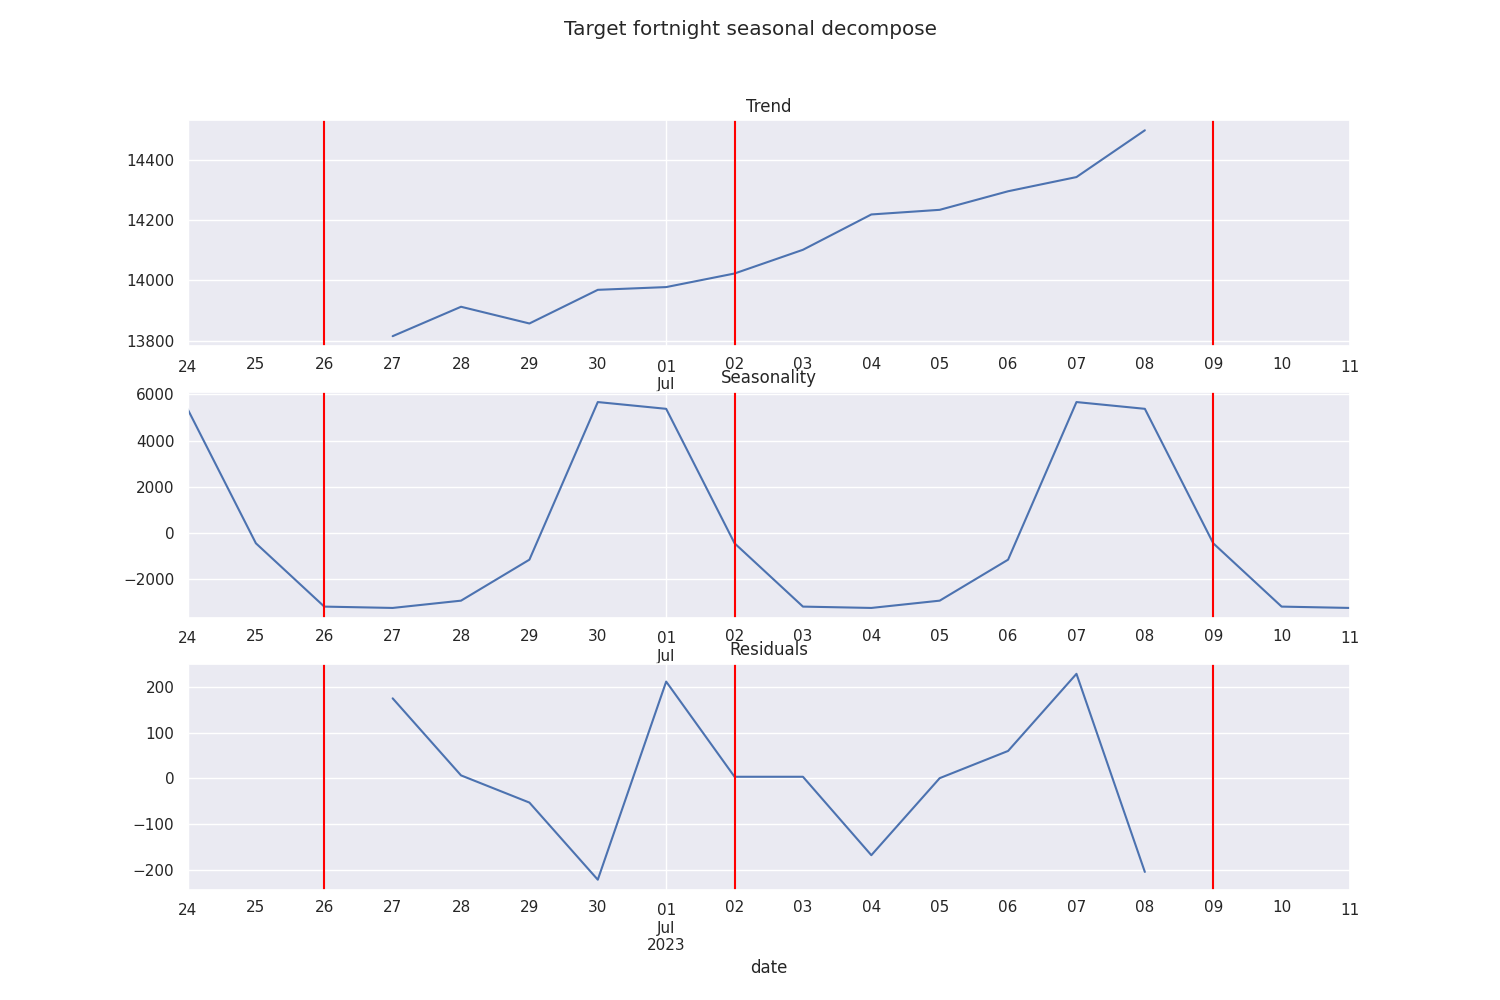 Target fortnight seasonal decompose
Trend
14400
14200
14000
13800
24 25 26 27 28 29 30 01 02 03 04 05 06 07 08 09 10 11
Jul
Seasonality
6000
4000
2000
0
−2000
24 25 26 27 28 29 30 01 02 03 04 05 06 07 08 09 10 11
Jul
Residuals
200
100
0
−100
−200
24 25 26 27 28 29 30 01 02 03 04 05 06 07 08 09 10 11
Jul
2023
date